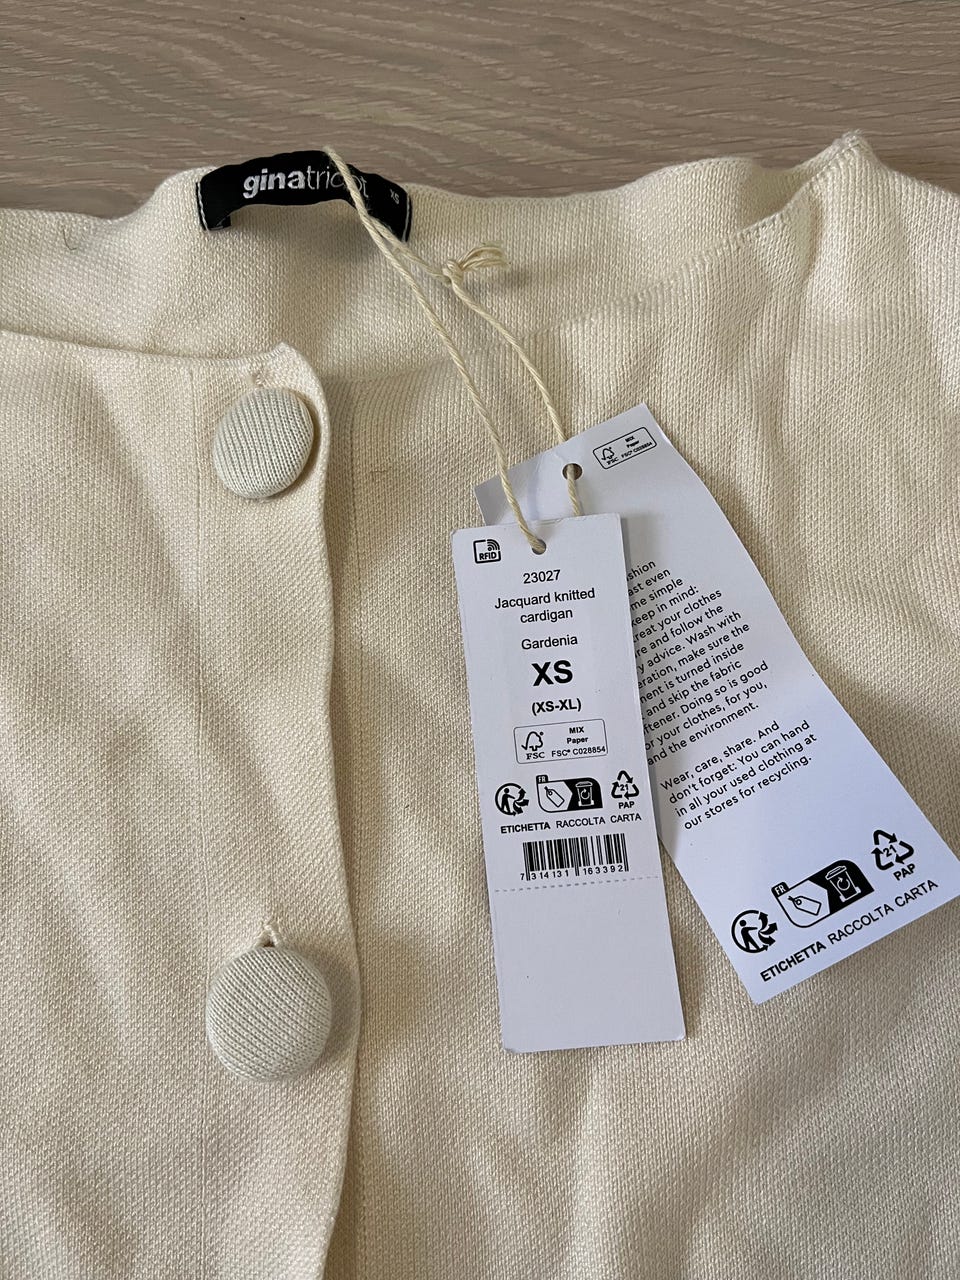 ginatricot
XS
RFID
23027
Jacquard knitted
cardigan
Gardenia
XS
(XS-XL)
FSC
MIX
Paper
FSC® C028854
FR
21
PAP
ETICHETTA RACCOLTA CARTA
7 314131 163392
FSC
MIX
Paper
FSC® C028854
even
simple
keep in mind:
your clothes
and follow the
advice. Wash with
make sure the
is turned inside
and skip the fabric
Doing so is good
your clothes, for you,
and the environment.
Wear, care, share. And
don't forget: You can hand
in all your used clothing at
our stores for recycling.
FR
21
PAP
ETICHETTA RACCOLTA CARTA